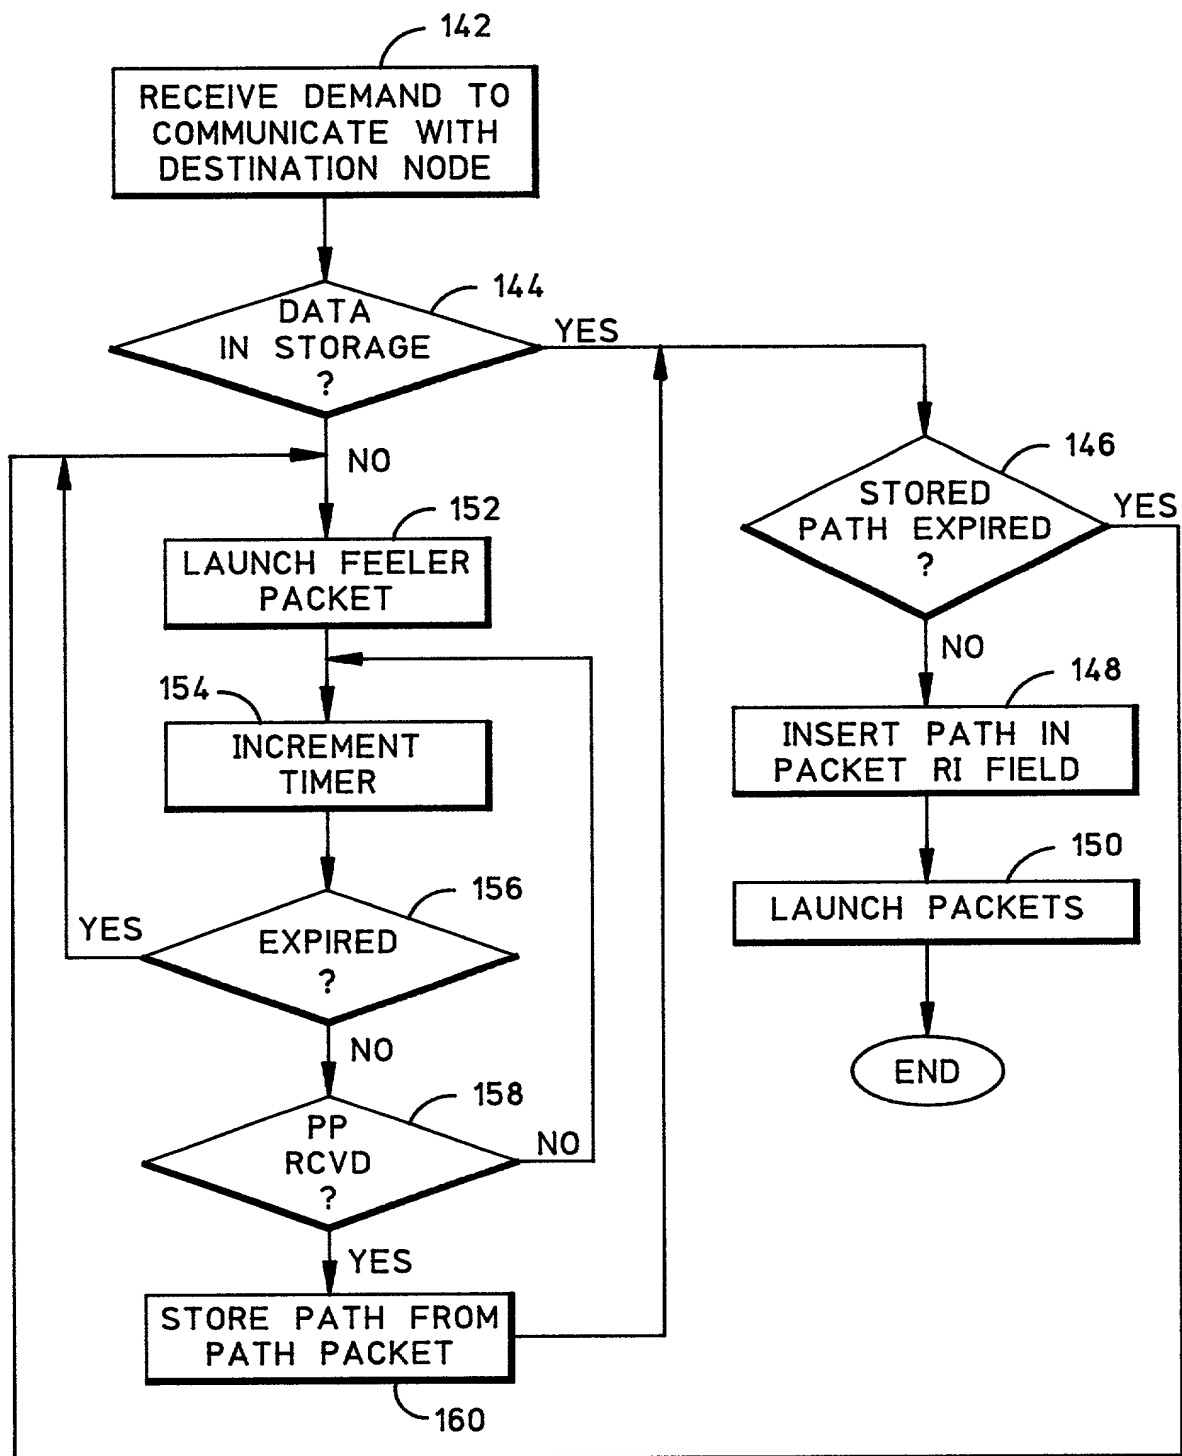 142
RECEIVE DEMAND TO
COMMUNICATE WITH
DESTINATION NODE
144
DATA
IN STORAGE
?
YES
NO
146
STORED
PATH EXPIRED
?
YES
NO
152
LAUNCH FEELER
PACKET
154
INCREMENT
TIMER
148
INSERT PATH IN
PACKET RI FIELD
150
LAUNCH PACKETS
156
EXPIRED
?
YES
NO
END
158
PP
RCVD
?
NO
YES
STORE PATH FROM
PATH PACKET
160